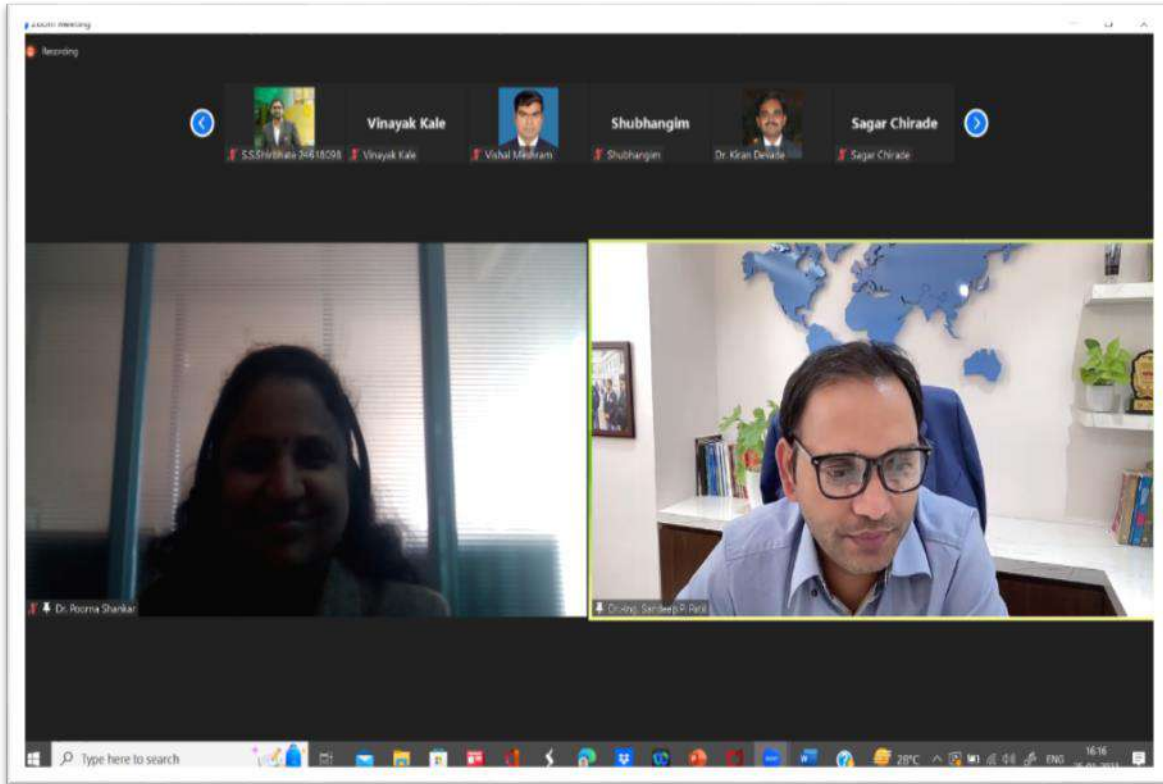 Zoom Meeting
Recording
Vinayak Kale
Shubhangim
Sagar Chirade
S.S.Shirbhate 24618098
Vinayak Kale
Vishal Meshram
Shubhangim
Dr. Kiran Devade
Sagar Chirade
Dr. Poorna Shankar
Dr.-Ing. Sandeep P. Patil
Type here to search
28°C
ENG
16:16